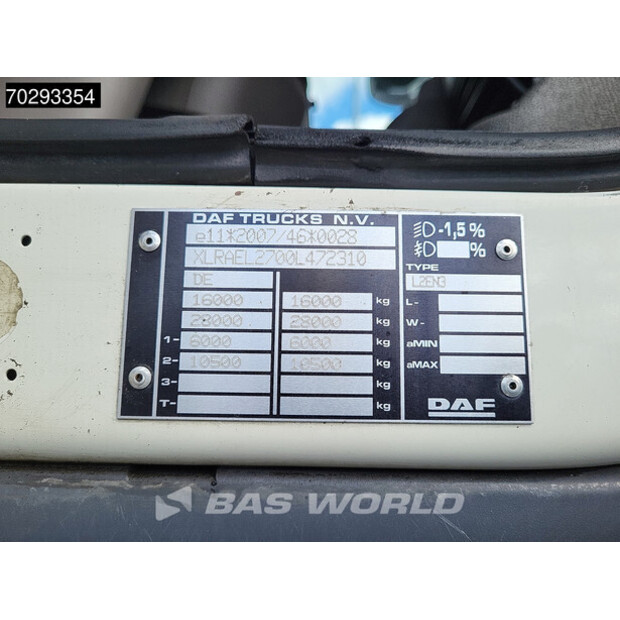 70293354
DAF TRUCKS N.V.
e11*2007/46*0028
XLRAEL2700L472310
DE
16000 16000 kg
28000 28000 kg
1- 6000 6000 kg
2- 10500 10500 kg
3- kg
T- kg
-1,5%
%
TYPE
L2EN3
L-
W-
aMIN
aMAX
DAF
BAS WORLD